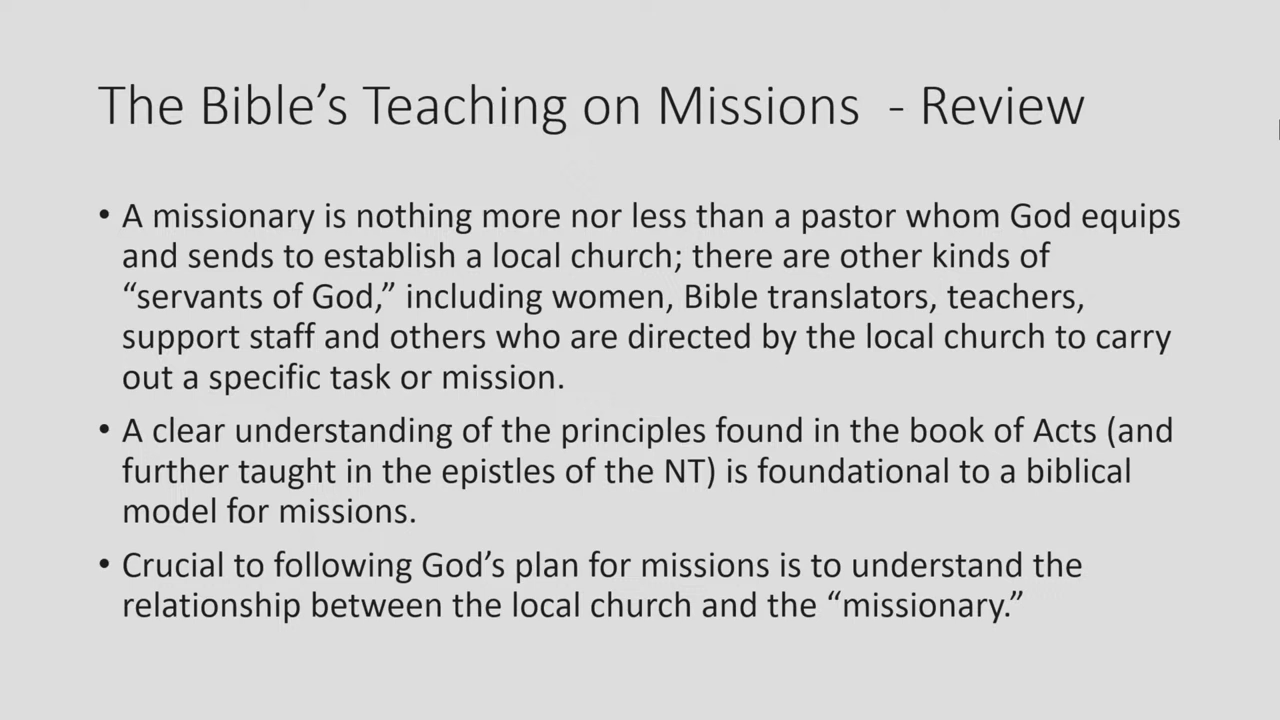 The Bible’s Teaching on Missions  - Review
• A missionary is nothing more nor less than a pastor whom God equips
and sends to establish a local church; there are other kinds of
“servants of God,” including women, Bible translators, teachers,
support staff and others who are directed by the local church to carry
out a specific task or mission.
• A clear understanding of the principles found in the book of Acts (and
further taught in the epistles of the NT) is foundational to a biblical
model for missions.
• Crucial to following God’s plan for missions is to understand the
relationship between the local church and the “missionary.”